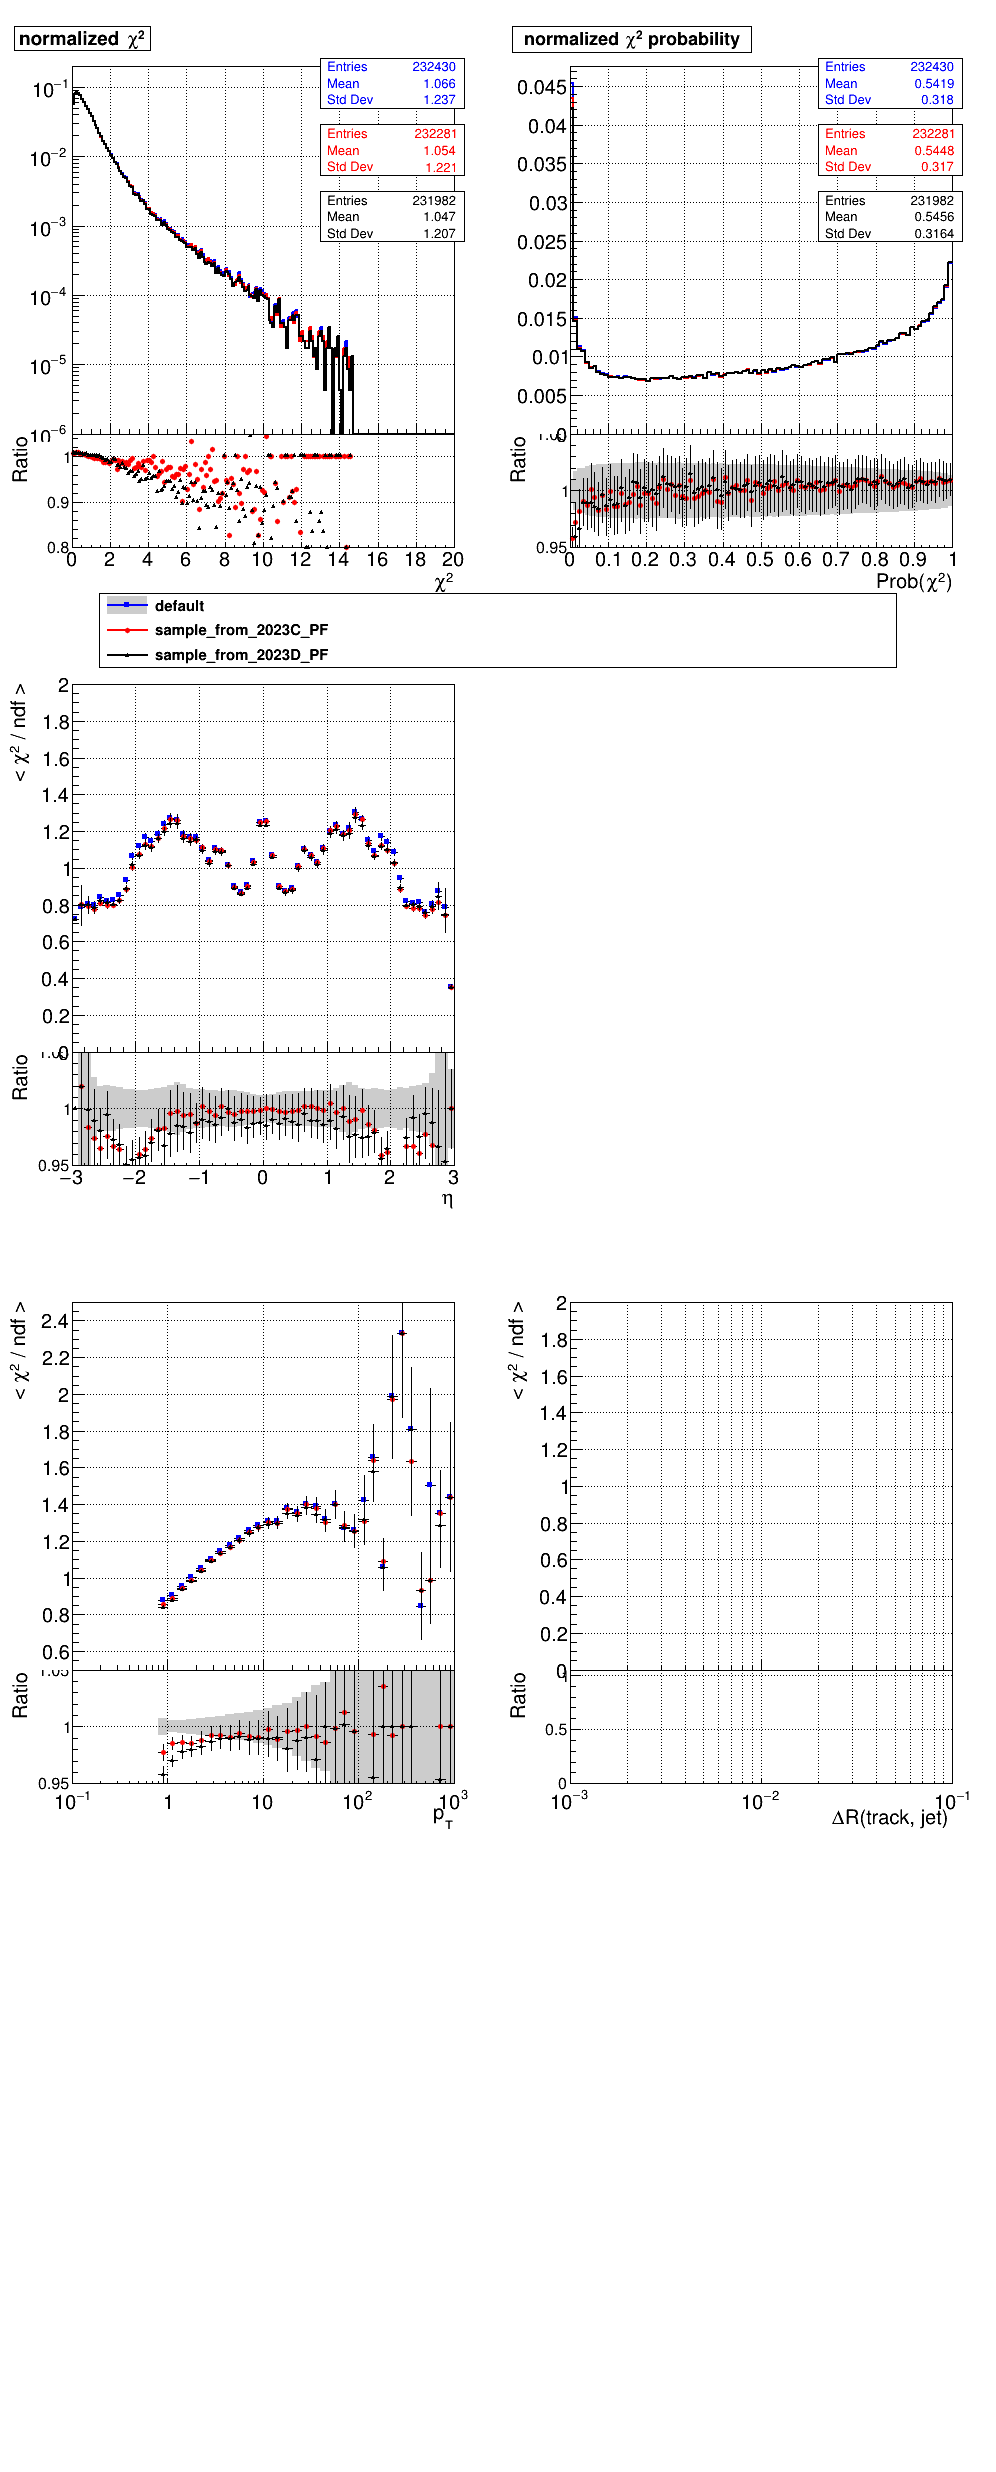 normalized χ²
Entries 232430
Mean 1.066
Std Dev 1.237
Entries 232281
Mean 1.054
Std Dev 1.221
Entries 231982
Mean 1.047
Std Dev 1.207
10⁻¹
10⁻²
10⁻³
10⁻⁴
10⁻⁵
10⁻⁶
Ratio
1
0.9
0.8
0 2 4 6 8 10 12 14 16 18 20
χ²
normalized χ² probability
Entries 232430
Mean 0.5419
Std Dev 0.318
Entries 232281
Mean 0.5448
Std Dev 0.317
Entries 231982
Mean 0.5456
Std Dev 0.3164
0.045
0.04
0.035
0.03
0.025
0.02
0.015
0.01
0.005
0
Ratio
1
0.95
0 0.1 0.2 0.3 0.4 0.5 0.6 0.7 0.8 0.9 1
Prob(χ²)
default
sample_from_2023C_PF
sample_from_2023D_PF
< χ² / ndf >
2
1.8
1.6
1.4
1.2
1
0.8
0.6
0.4
0.2
0
Ratio
1
0.95
−3 −2 −1 0 1 2 3
η
< χ² / ndf >
2.4
2.2
2
1.8
1.6
1.4
1.2
1
0.8
0.6
Ratio
1.05
1
0.95
10⁻¹ 1 10 10² 10³
p_T
< χ² / ndf >
2
1.8
1.6
1.4
1.2
1
0.8
0.6
0.4
0.2
0
Ratio
1
0.5
0
10⁻³ 10⁻² 10⁻¹
ΔR(track, jet)